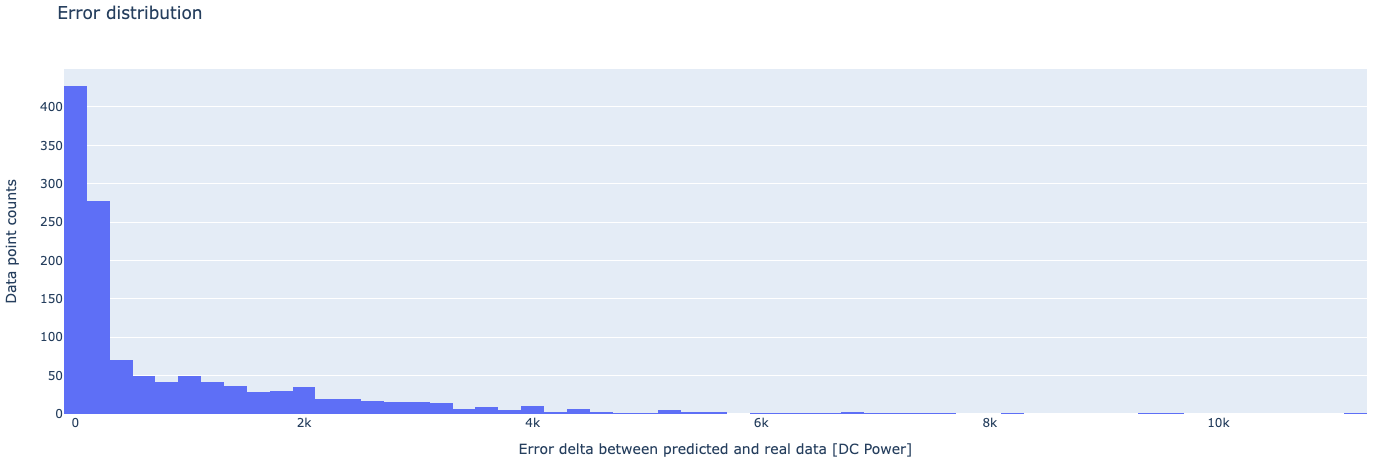 Error distribution
400
350
300
250
200
150
100
50
0
0 2k 4k 6k 8k 10k
Data point counts
Error delta between predicted and real data [DC Power]